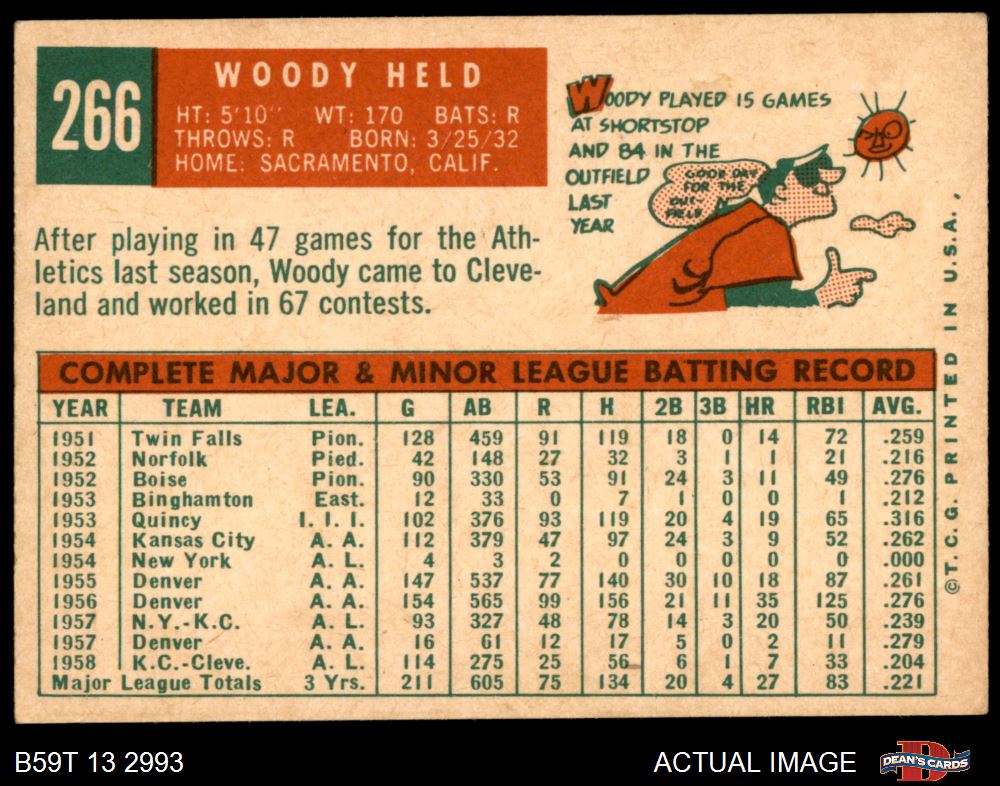 266
WOODY HELD
HT: 5'10" WT: 170 BATS: R
THROWS: R BORN: 3/25/32
HOME: SACRAMENTO, CALIF.
WOODY PLAYED 15 GAMES
AT SHORTSTOP
AND 84 IN THE
OUTFIELD
LAST
YEAR
GOOD DAY
FOR THE
OUT-
FIELD
After playing in 47 games for the Ath-
letics last season, Woody came to Cleve-
land and worked in 67 contests.
COMPLETE MAJOR & MINOR LEAGUE BATTING RECORD
YEAR TEAM LEA. G AB R H 2B 3B HR RBI AVG.
1951 Twin Falls Pion. 128 459 91 119 18 0 14 72 .259
1952 Norfolk Pied. 42 148 27 32 3 1 1 21 .216
1952 Boise Pion. 90 330 53 91 24 3 11 49 .276
1953 Binghamton East. 12 33 0 7 1 0 0 1 .212
1953 Quincy I. I. I. 102 376 93 119 20 4 19 65 .316
1954 Kansas City A. A. 112 379 47 97 24 3 9 52 .262
1954 New York A. L. 4 3 2 0 0 0 0 0 .000
1955 Denver A. A. 147 537 77 140 30 10 18 87 .261
1956 Denver A. A. 154 565 99 156 21 11 35 125 .276
1957 N.Y.-K.C. A. L. 93 327 48 78 14 3 20 50 .239
1957 Denver A. A. 16 61 12 17 5 0 2 11 .279
1958 K.C.-Cleve. A. L. 114 275 25 56 6 1 7 33 .204
Major League Totals 3 Yrs. 211 605 75 134 20 4 27 83 .221
©T. C. G. PRINTED IN U.S.A.,
B59T 13 2993
ACTUAL IMAGE
D
DEAN'S CARDS